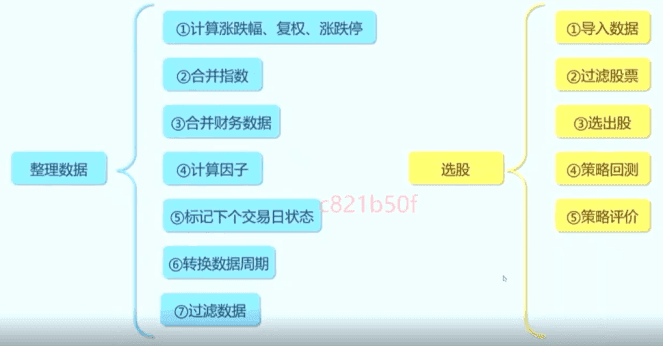 整理数据
①计算涨跌幅、复权、涨跌停
②合并指数
③合并财务数据
④计算因子
⑤标记下个交易日状态
⑥转换数据周期
⑦过滤数据
c821b50f
选股
①导入数据
②过滤股票
③选出股
④策略回测
⑤策略评价